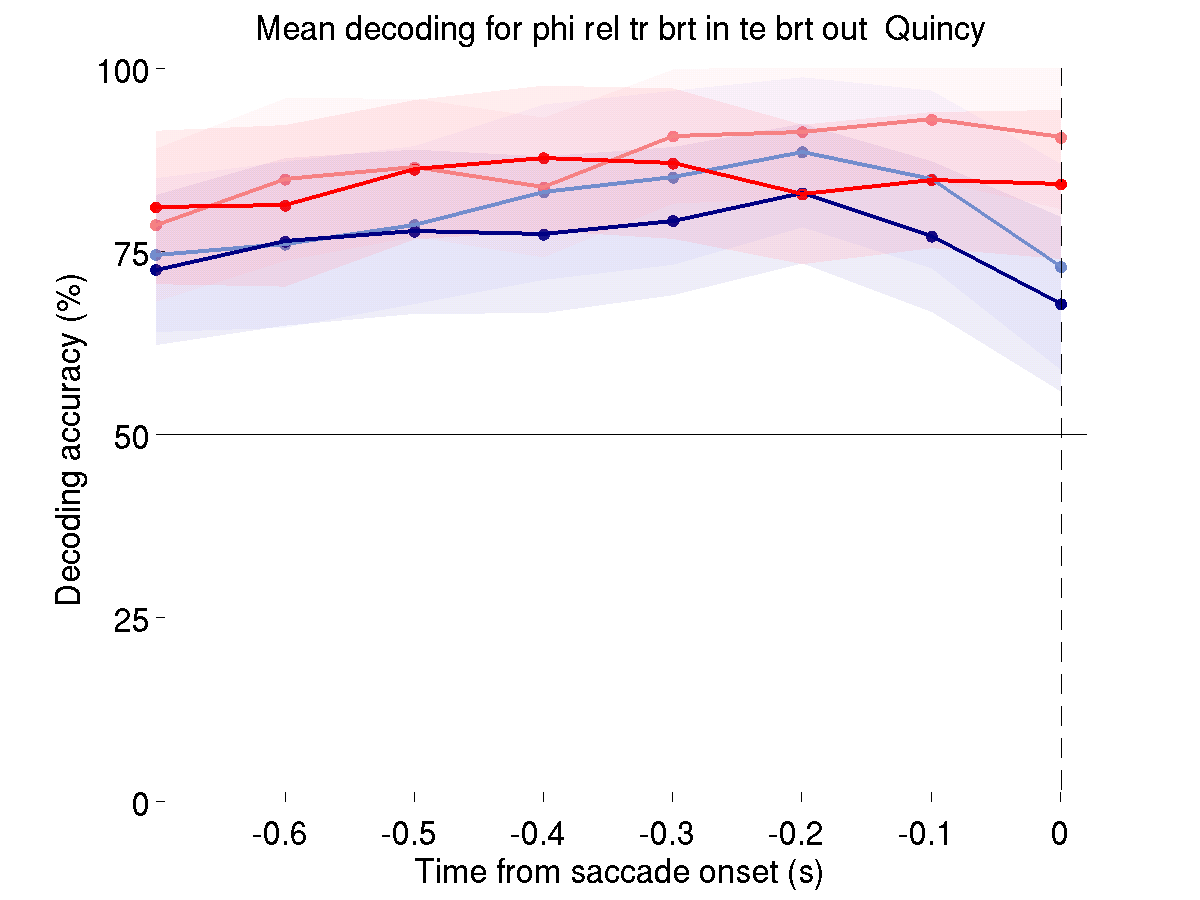 Mean decoding for phi rel tr brt in te brt out  Quincy
100
75
50
25
0
Decoding accuracy (%)
-0.6 -0.5 -0.4 -0.3 -0.2 -0.1 0
Time from saccade onset (s)